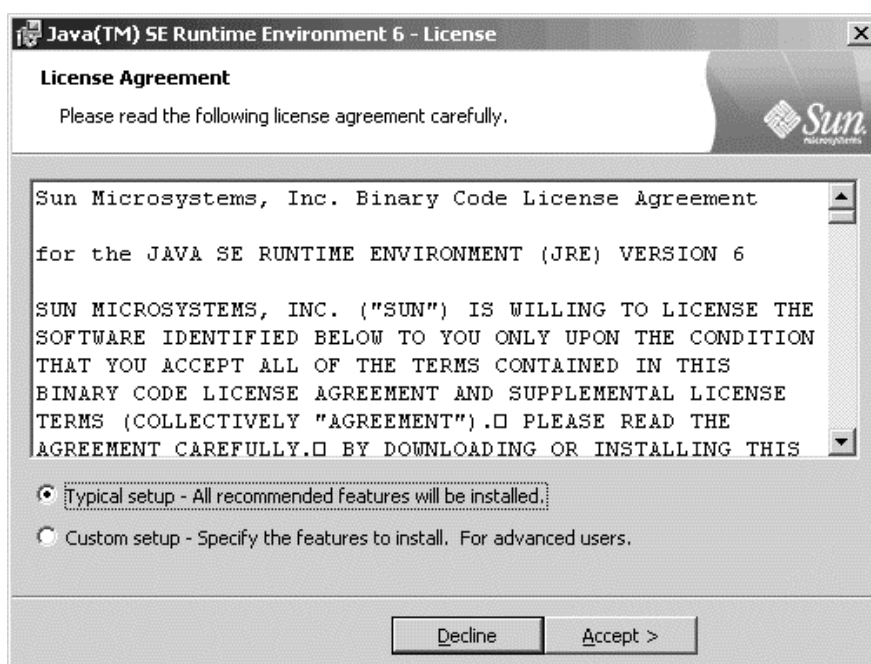 Java(TM) SE Runtime Environment 6 - License
License Agreement
Please read the following license agreement carefully.
Sun
microsystems
Sun Microsystems, Inc. Binary Code License Agreement
for the JAVA SE RUNTIME ENVIRONMENT (JRE) VERSION 6
SUN MICROSYSTEMS, INC. ("SUN") IS WILLING TO LICENSE THE
SOFTWARE IDENTIFIED BELOW TO YOU ONLY UPON THE CONDITION
THAT YOU ACCEPT ALL OF THE TERMS CONTAINED IN THIS
BINARY CODE LICENSE AGREEMENT AND SUPPLEMENTAL LICENSE
TERMS (COLLECTIVELY "AGREEMENT").□ PLEASE READ THE
AGREEMENT CAREFULLY.□ BY DOWNLOADING OR INSTALLING THIS
Typical setup - All recommended features will be installed.
Custom setup - Specify the features to install. For advanced users.
Decline
Accept >